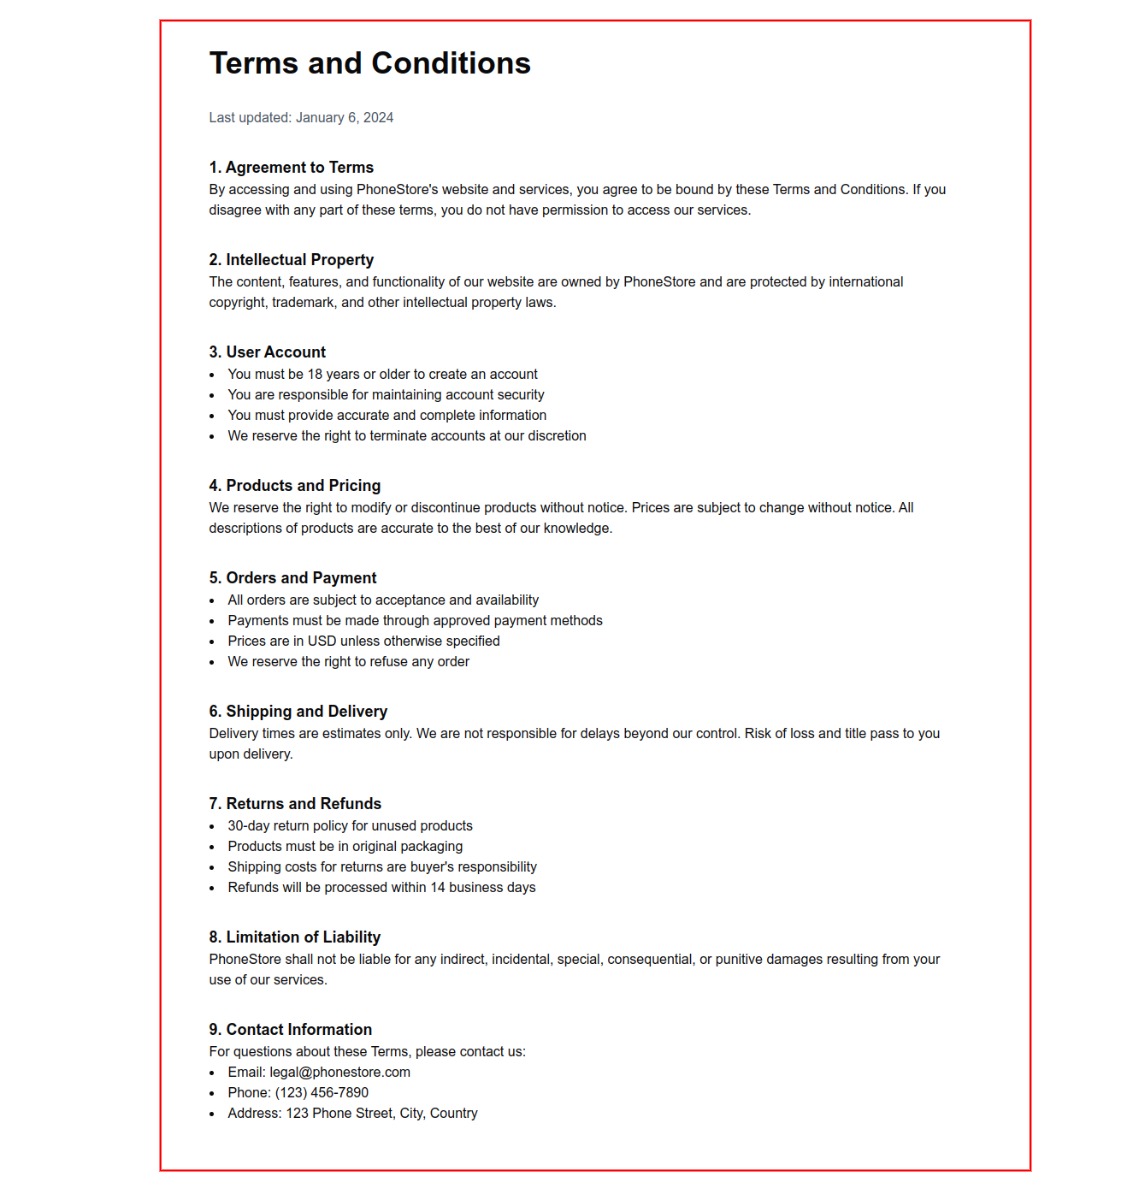 Terms and Conditions
Last updated: January 6, 2024
1. Agreement to Terms
By accessing and using PhoneStore's website and services, you agree to be bound by these Terms and Conditions. If you
disagree with any part of these terms, you do not have permission to access our services.
2. Intellectual Property
The content, features, and functionality of our website are owned by PhoneStore and are protected by international
copyright, trademark, and other intellectual property laws.
3. User Account
• You must be 18 years or older to create an account
• You are responsible for maintaining account security
• You must provide accurate and complete information
• We reserve the right to terminate accounts at our discretion
4. Products and Pricing
We reserve the right to modify or discontinue products without notice. Prices are subject to change without notice. All
descriptions of products are accurate to the best of our knowledge.
5. Orders and Payment
• All orders are subject to acceptance and availability
• Payments must be made through approved payment methods
• Prices are in USD unless otherwise specified
• We reserve the right to refuse any order
6. Shipping and Delivery
Delivery times are estimates only. We are not responsible for delays beyond our control. Risk of loss and title pass to you
upon delivery.
7. Returns and Refunds
• 30-day return policy for unused products
• Products must be in original packaging
• Shipping costs for returns are buyer's responsibility
• Refunds will be processed within 14 business days
8. Limitation of Liability
PhoneStore shall not be liable for any indirect, incidental, special, consequential, or punitive damages resulting from your
use of our services.
9. Contact Information
For questions about these Terms, please contact us:
• Email: legal@phonestore.com
• Phone: (123) 456-7890
• Address: 123 Phone Street, City, Country